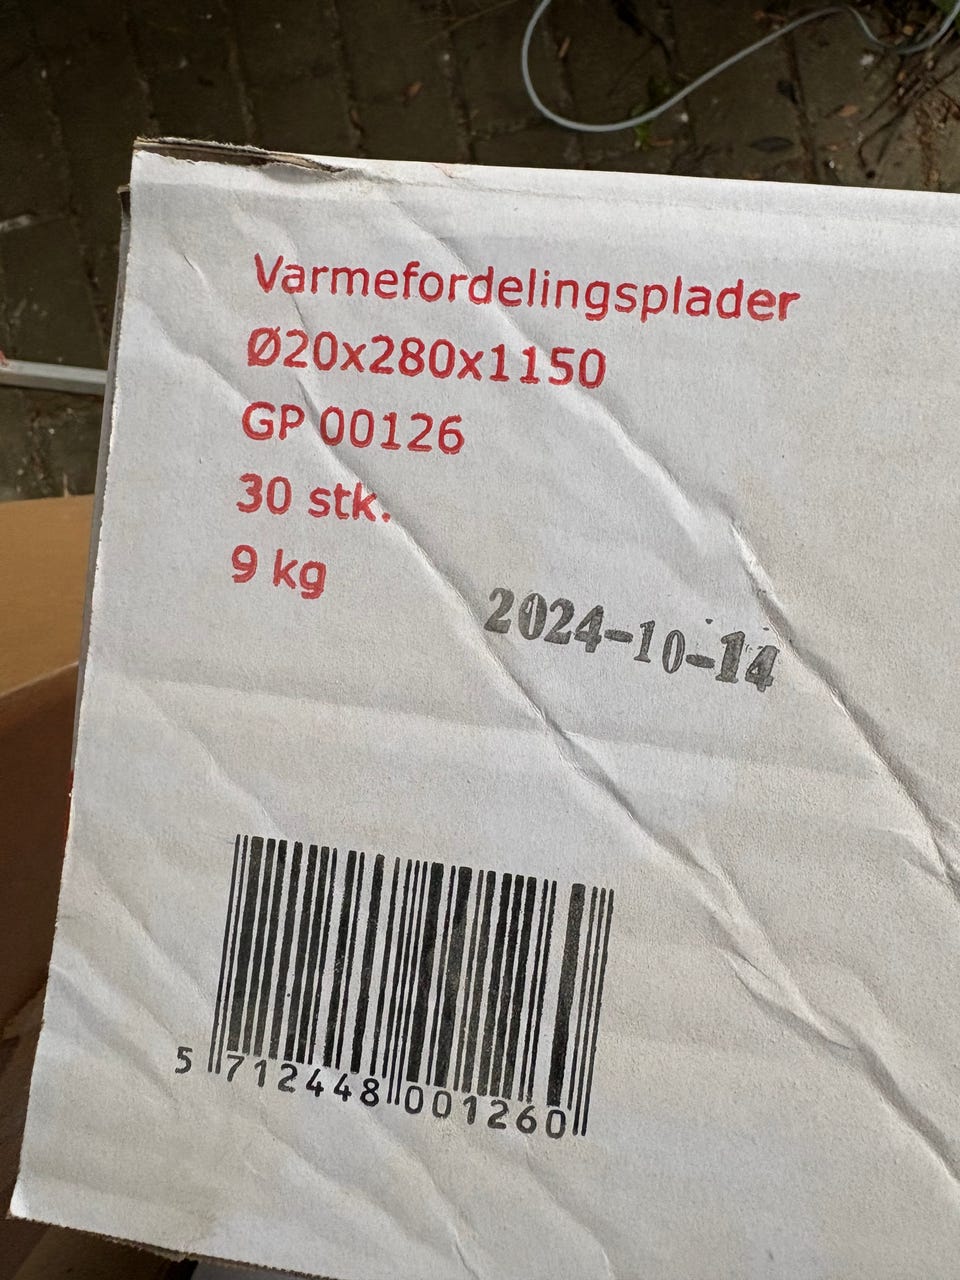 Varmefordelingsplader
Ø20x280x1150
GP 00126
30 stk.
9 kg
2024-10-14
5 712448 001260